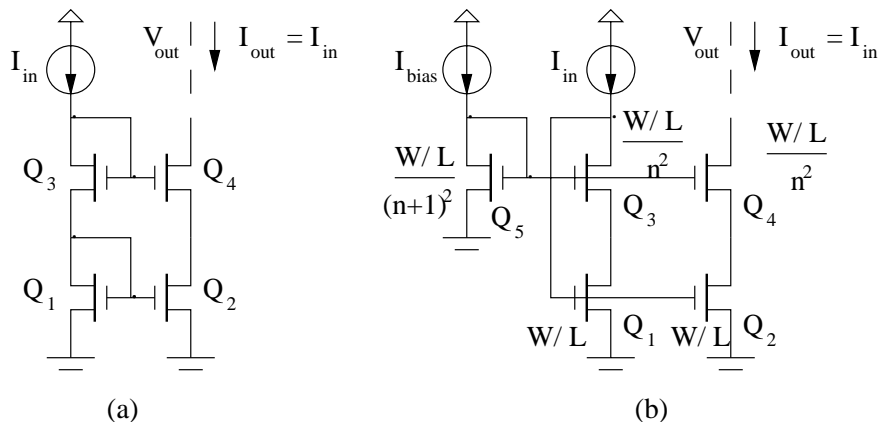 V_out I_out = I_in
I_in
Q_3 Q_4
Q_1 Q_2
(a)
V_out I_out = I_in
I_bias I_in
W/L / (n+1)^2
W/L / n^2
W/L / n^2
Q_5 Q_3 Q_4
W/L Q_1 W/L Q_2
(b)